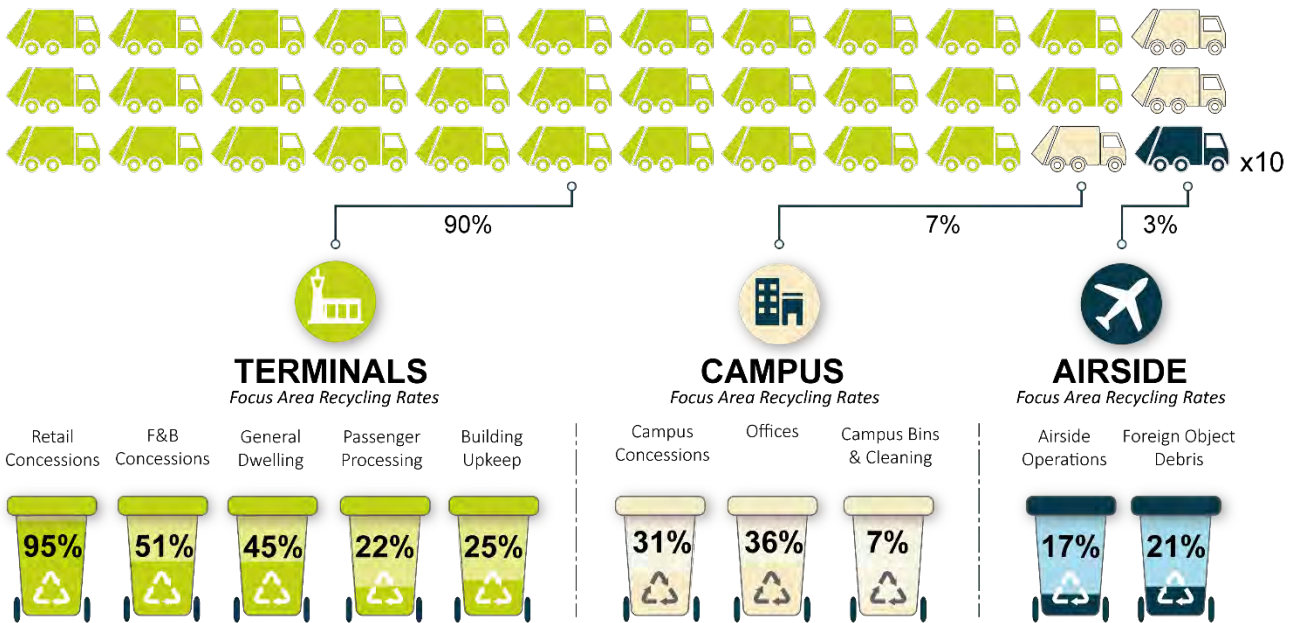 x10
90%
7%
3%
TERMINALS
Focus Area Recycling Rates
CAMPUS
Focus Area Recycling Rates
AIRSIDE
Focus Area Recycling Rates
Retail
Concessions
F&B
Concessions
General
Dwelling
Passenger
Processing
Building
Upkeep
Campus
Concessions
Offices
Campus Bins
& Cleaning
Airside
Operations
Foreign Object
Debris
95%
51%
45%
22%
25%
31%
36%
7%
17%
21%